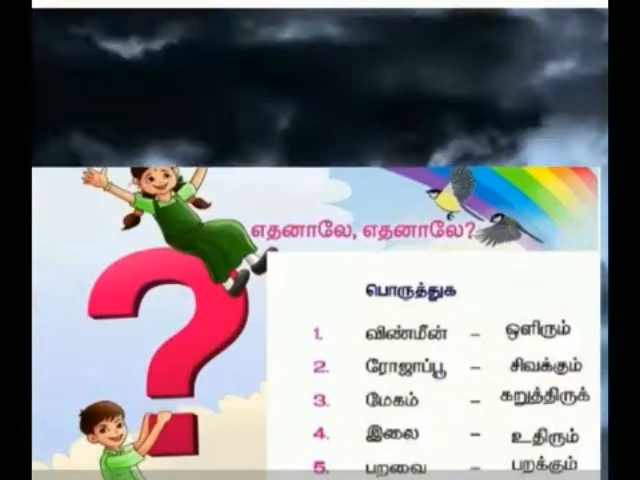 எதனாலே, எதனாலே?
பொருத்துக
1. விண்மீன் – ஒளிரும்
2. ரோஜாப்பூ – சிவக்கும்
3. மேகம் – கறுத்திருக்
4. இலை – உதிரும்
5. பறவை – பறக்கும்